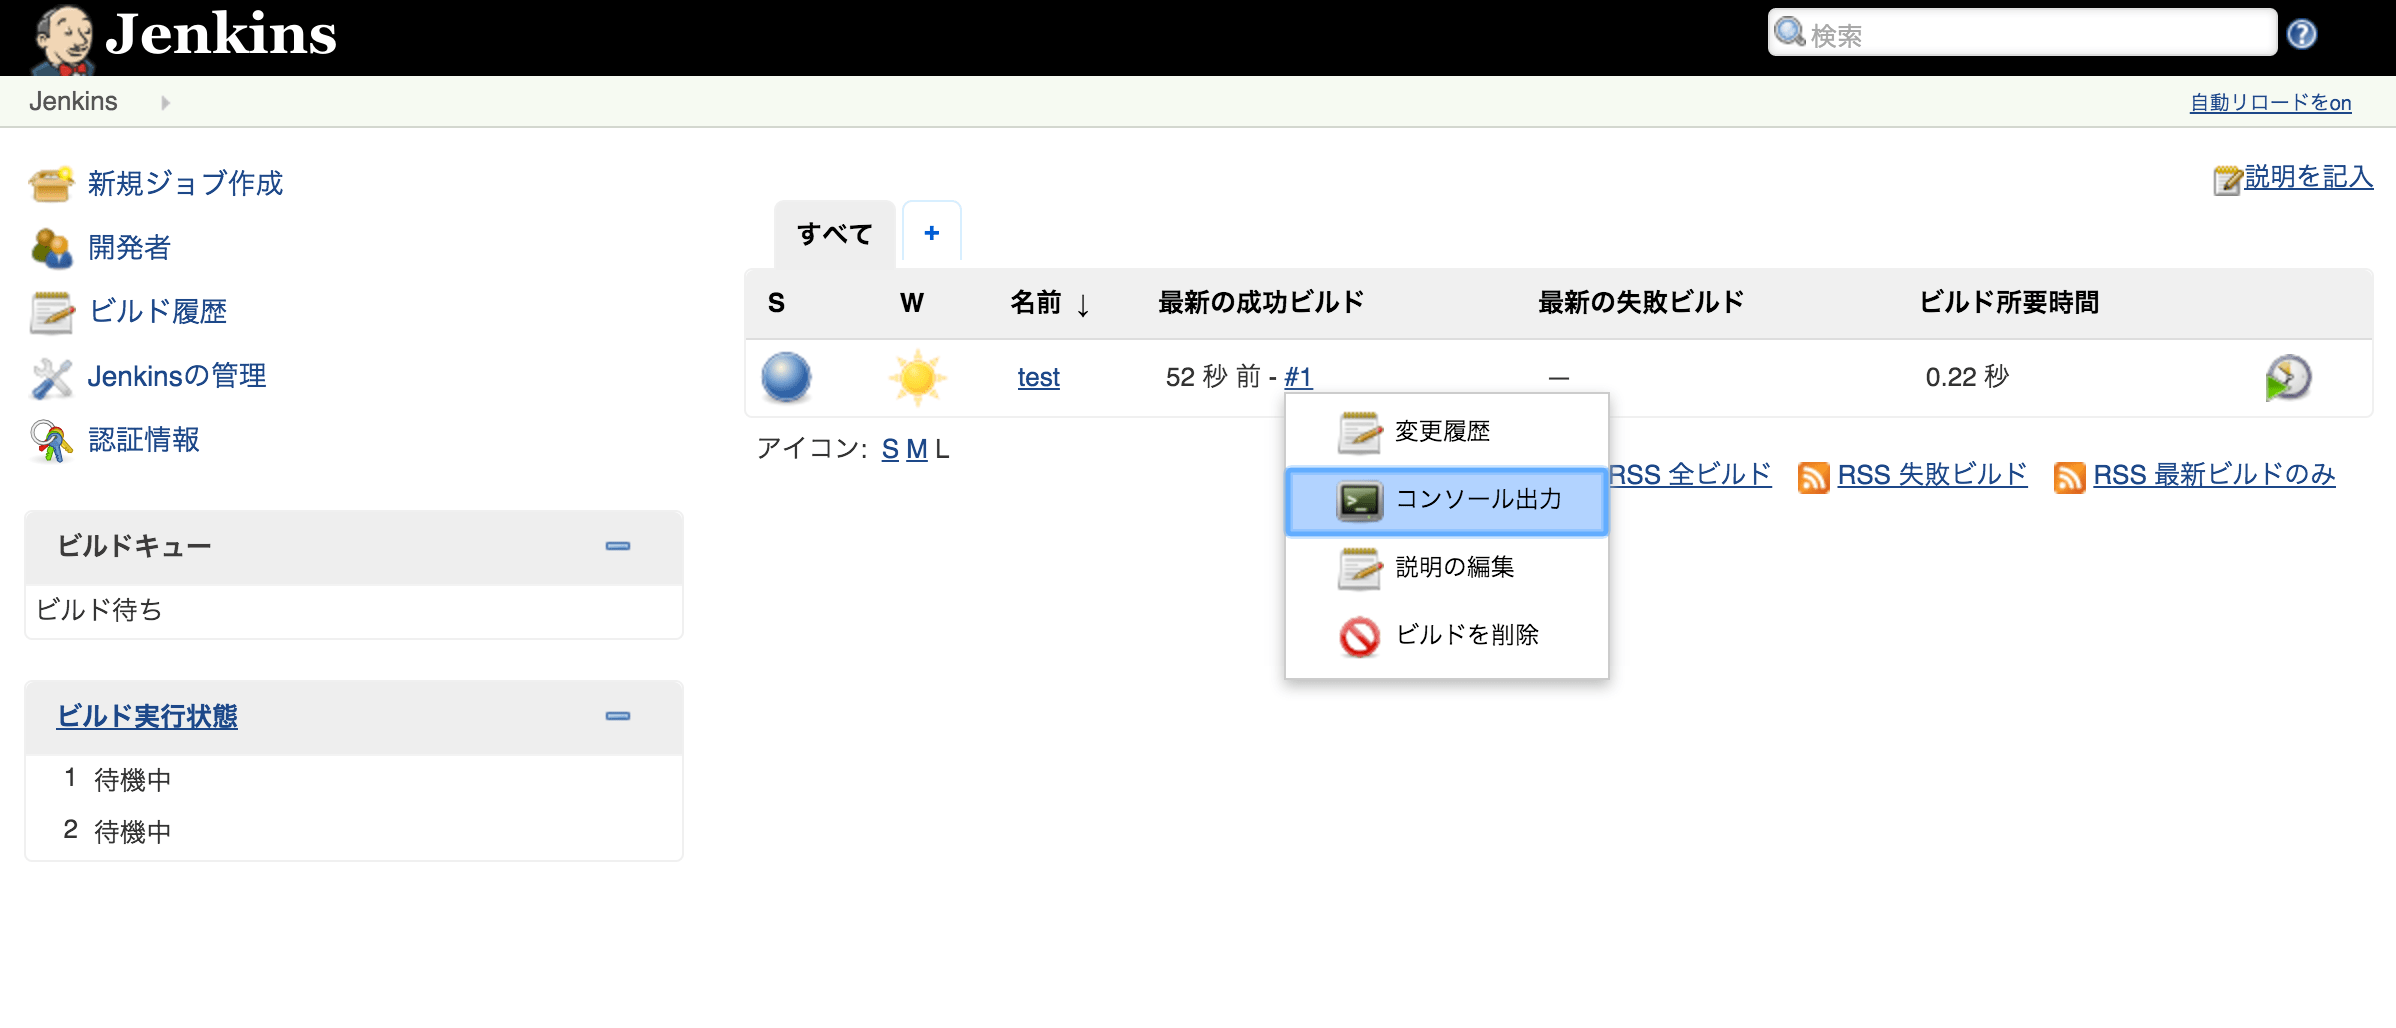 Jenkins
検索
Jenkins
自動リロードをon
新規ジョブ作成
開発者
ビルド履歴
Jenkinsの管理
認証情報
ビルドキュー
ビルド待ち
ビルド実行状態
1 待機中
2 待機中
説明を記入
すべて +
S W 名前 ↓ 最新の成功ビルド 最新の失敗ビルド ビルド所要時間
test 52 秒 前 - #1 — 0.22 秒
アイコン: S M L
変更履歴
コンソール出力
説明の編集
ビルドを削除
RSS 全ビルド RSS 失敗ビルド RSS 最新ビルドのみ